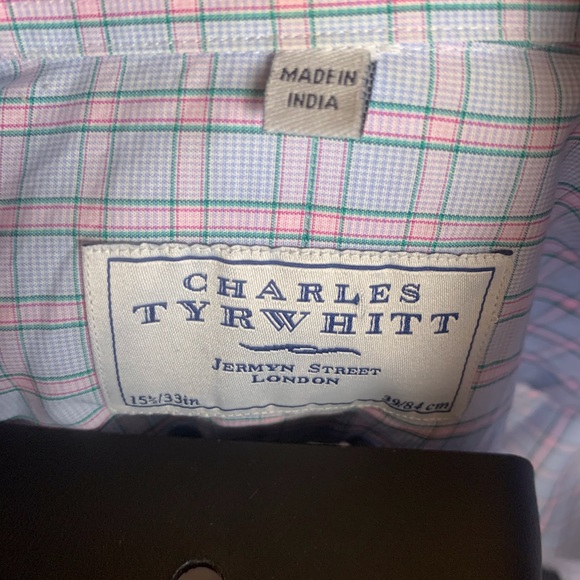 MADE IN
INDIA
CHARLES
TYRWHITT
JERMYN STREET
LONDON
15½/33in
39/84 cm